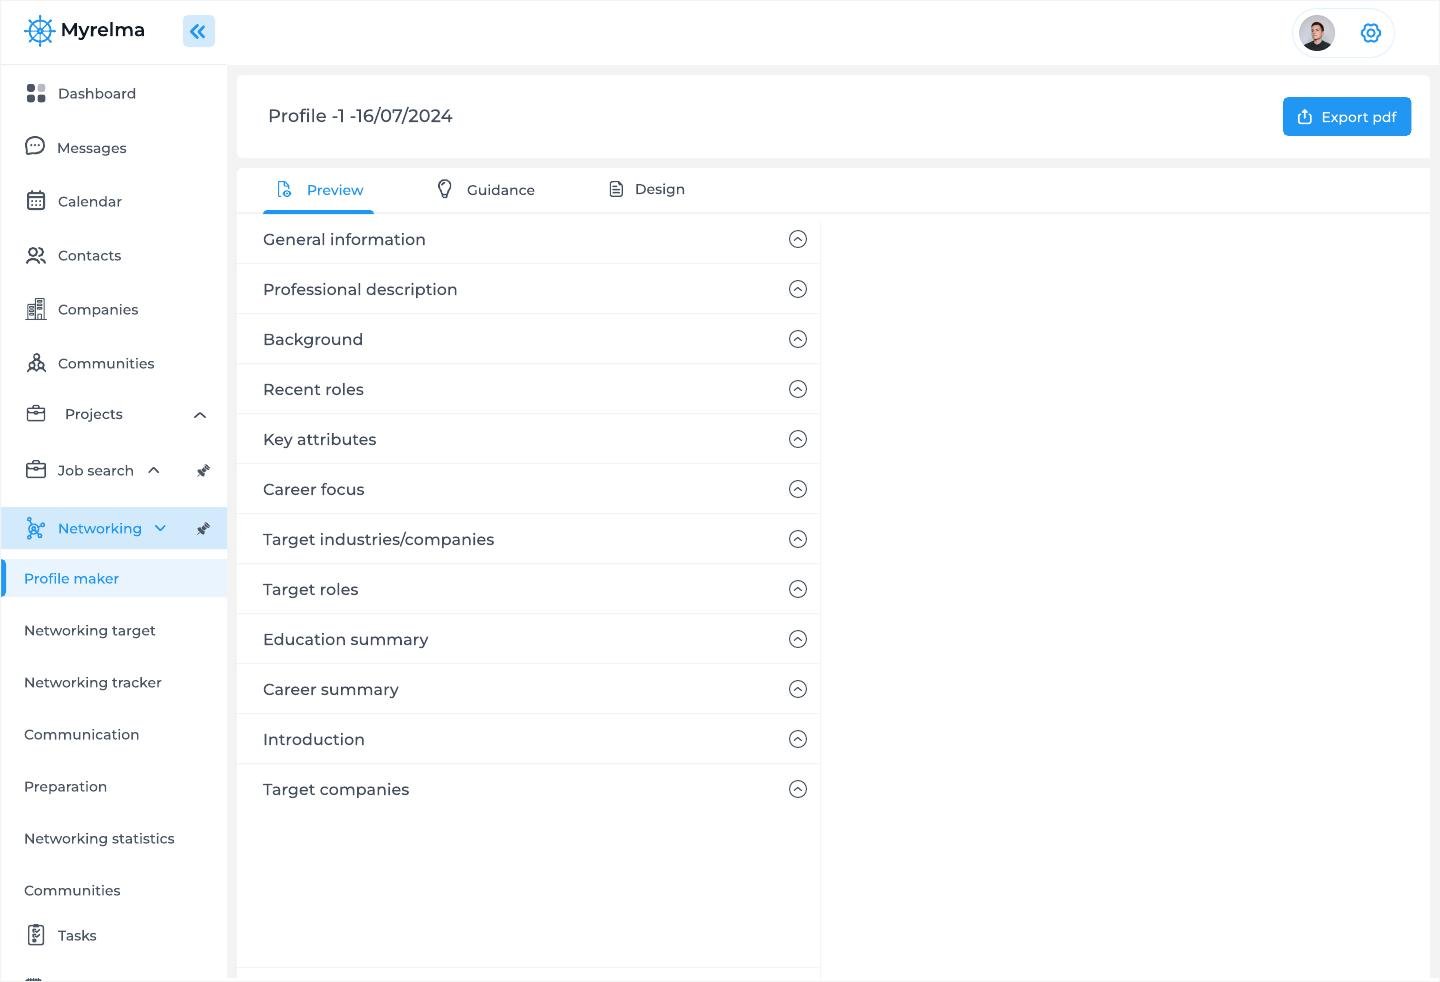 Myrelma
Dashboard
Messages
Calendar
Contacts
Companies
Communities
Projects
Job search
Networking
Profile maker
Networking target
Networking tracker
Communication
Preparation
Networking statistics
Communities
Tasks
Profile -1 -16/07/2024
Export pdf
Preview
Guidance
Design
General information
Professional description
Background
Recent roles
Key attributes
Career focus
Target industries/companies
Target roles
Education summary
Career summary
Introduction
Target companies